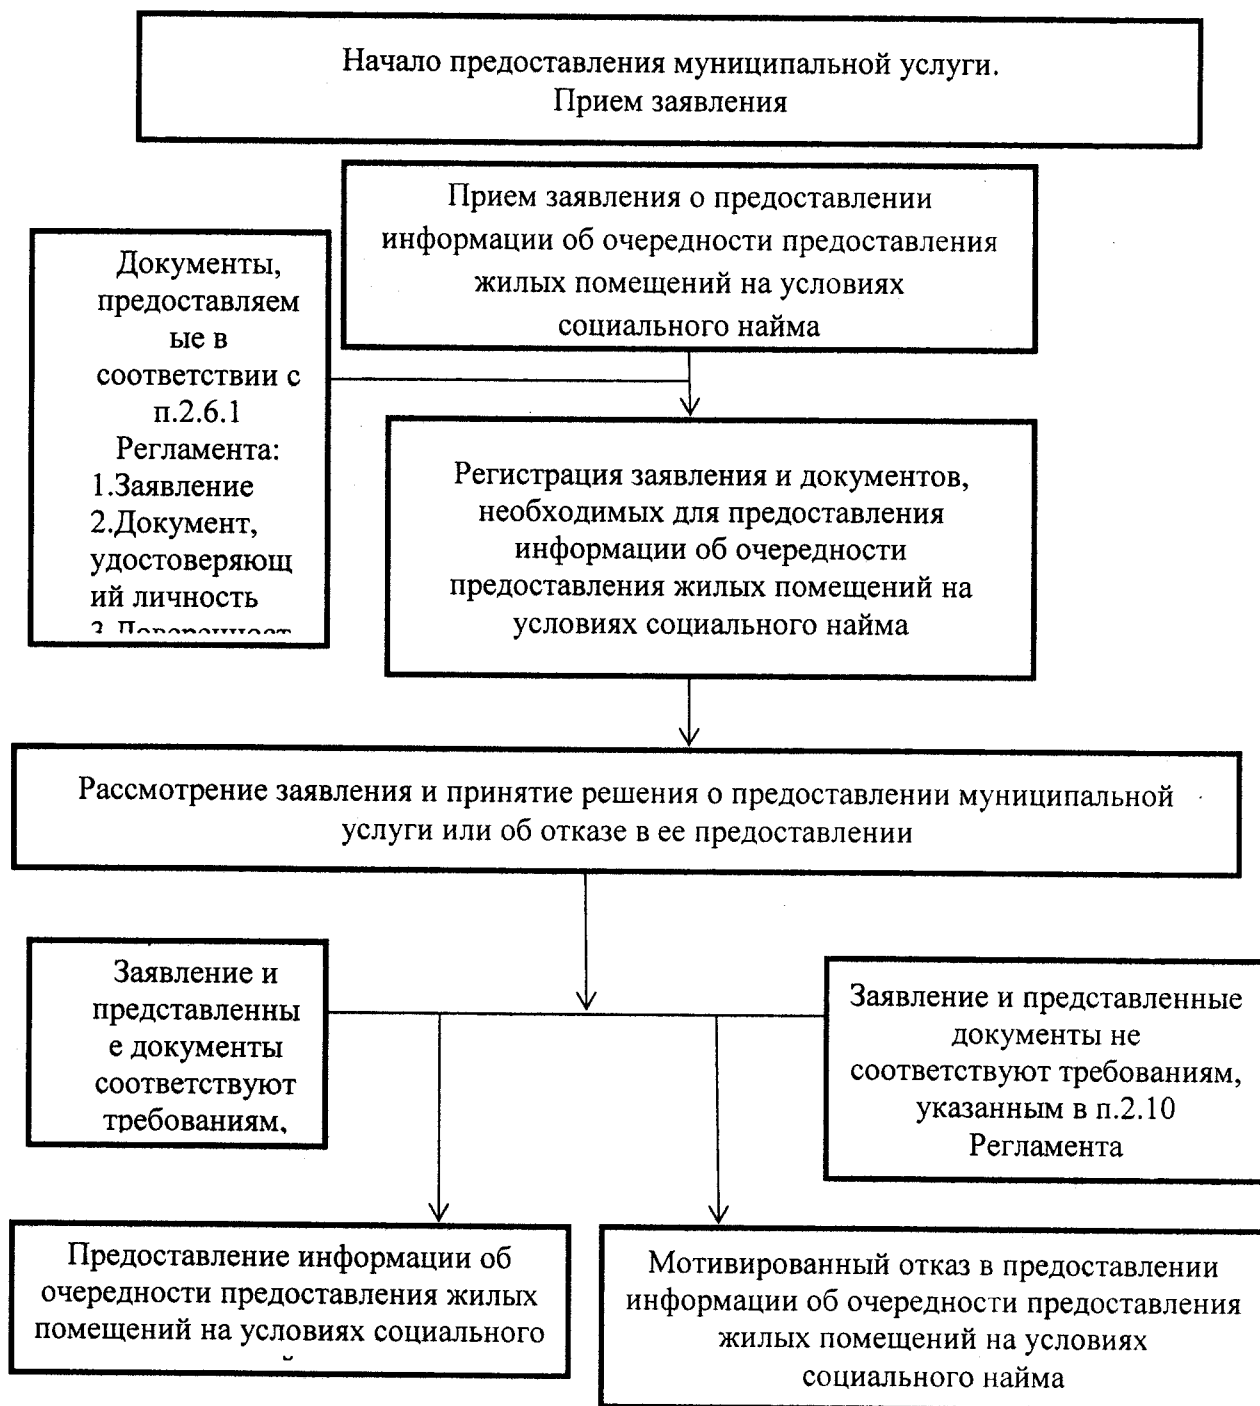 Начало предоставления муниципальной услуги.
Прием заявления
Прием заявления о предоставлении
информации об очередности предоставления
жилых помещений на условиях
социального найма
Документы,
предоставляем
ые в
соответствии с
п.2.6.1
Регламента:
1.Заявление
2.Документ,
удостоверяющ
ий личность
Регистрация заявления и документов,
необходимых для предоставления
информации об очередности
предоставления жилых помещений на
условиях социального найма
Рассмотрение заявления и принятие решения о предоставлении муниципальной
услуги или об отказе в ее предоставлении
Заявление и
представленны
е документы
соответствуют
требованиям,
Заявление и представленные
документы не
соответствуют требованиям,
указанным в п.2.10
Регламента
Предоставление информации об
очередности предоставления жилых
помещений на условиях социального
Мотивированный отказ в предоставлении
информации об очередности предоставления
жилых помещений на условиях
социального найма